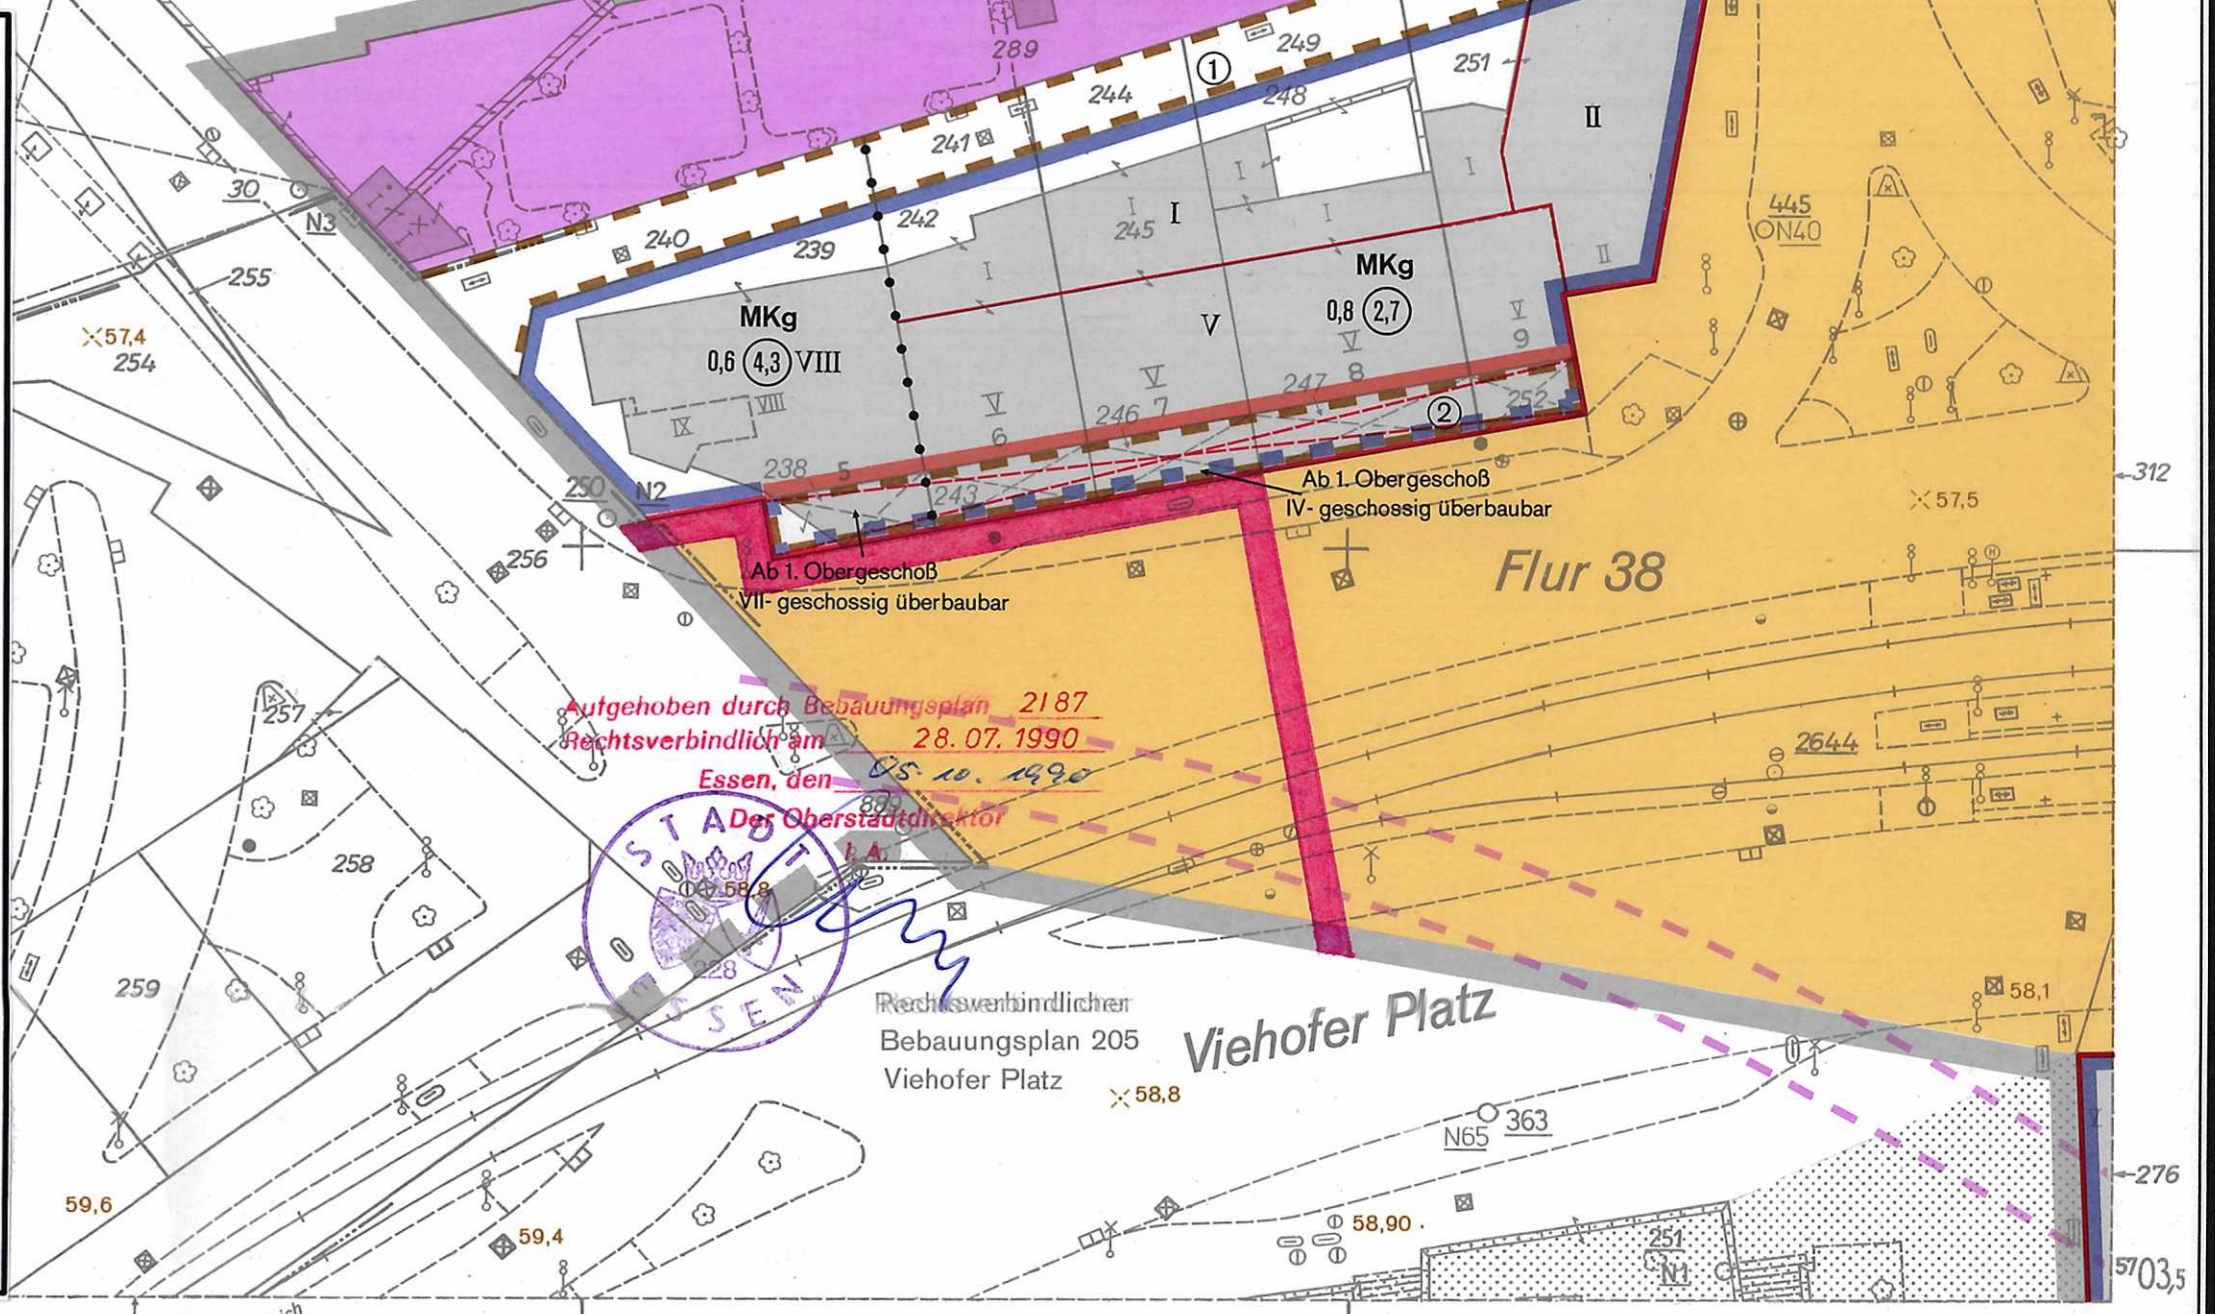 289
249
1
251
244
248
II
241
30
N3
242
I
I
I
I
445
N40
240
239
245
I
I
II
255
MKg
0,8 2,7
MKg
0,6 4,3 VIII
V
V
9
57,4
254
V
8
VIII
IX
V
7
V
6
247
252
2
246
238
5
243
250
N2
Ab 1. Obergeschoß
IV- geschossig überbaubar
312
57,5
256
Ab 1. Obergeschoß
VII- geschossig überbaubar
Flur 38
257
Aufgehoben durch Bebauungsplan 2187
Rechtsverbindlich am 28.07.1990
Essen, den 05.10.1990
Der Oberstadtdirektor
i. A.
2644
258
58,8
STADT
ESSEN
228
259
Rechtsverbindlicher
Bebauungsplan 205
Viehofer Platz
Viehofer Platz
58,1
58,8
N65 363
276
59,6
59,4
58,90
251
N1
5703,5